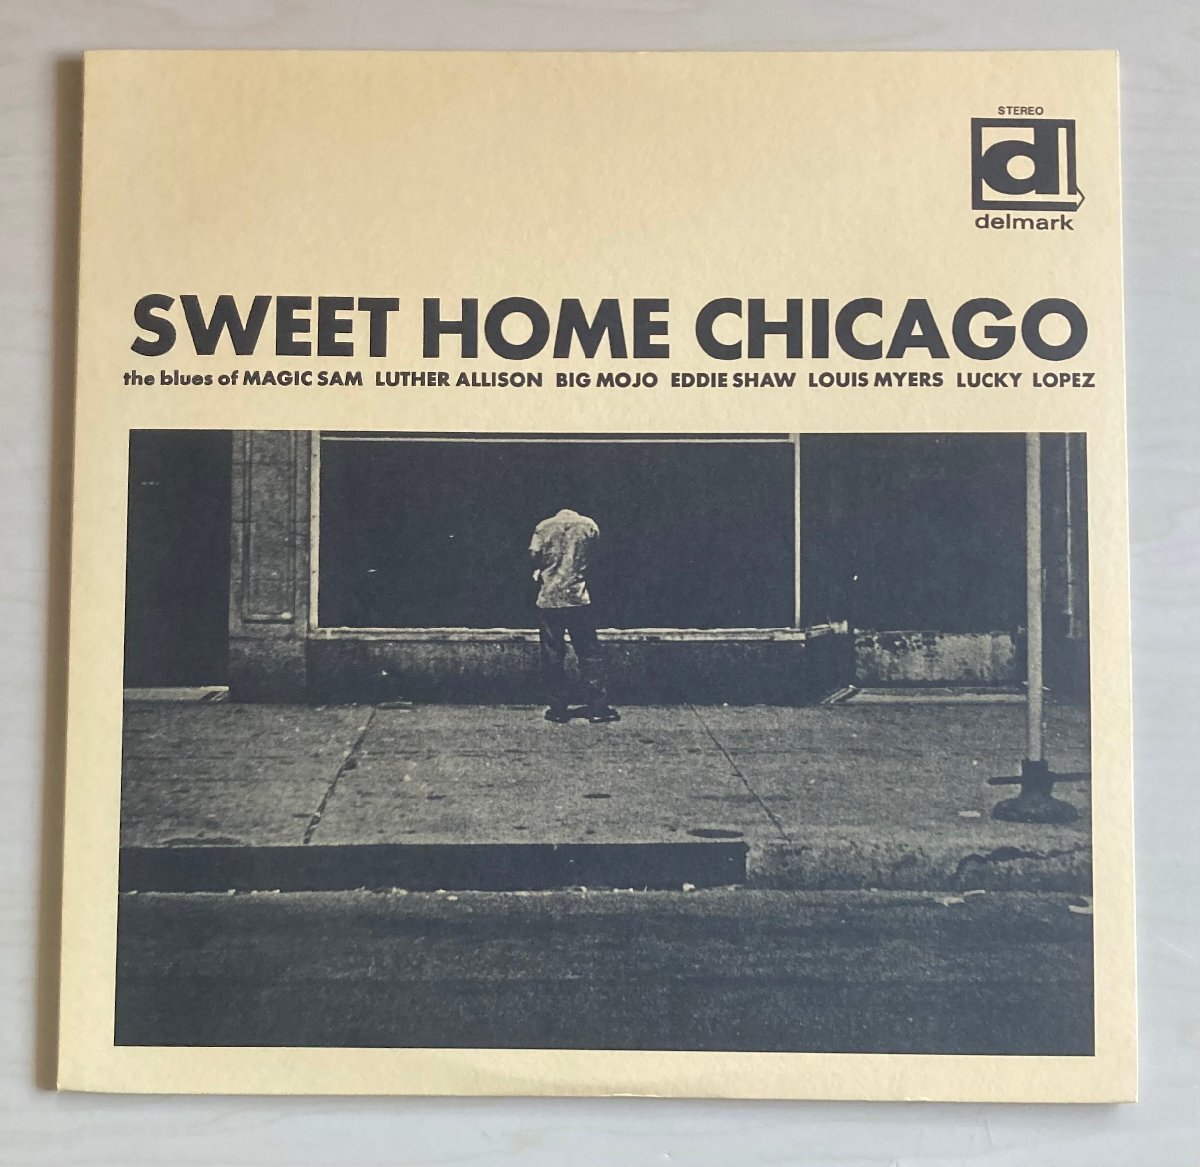 STEREO
d
delmark
SWEET HOME CHICAGO
the blues of MAGIC SAM LUTHER ALLISON BIG MOJO EDDIE SHAW LOUIS MYERS LUCKY LOPEZ